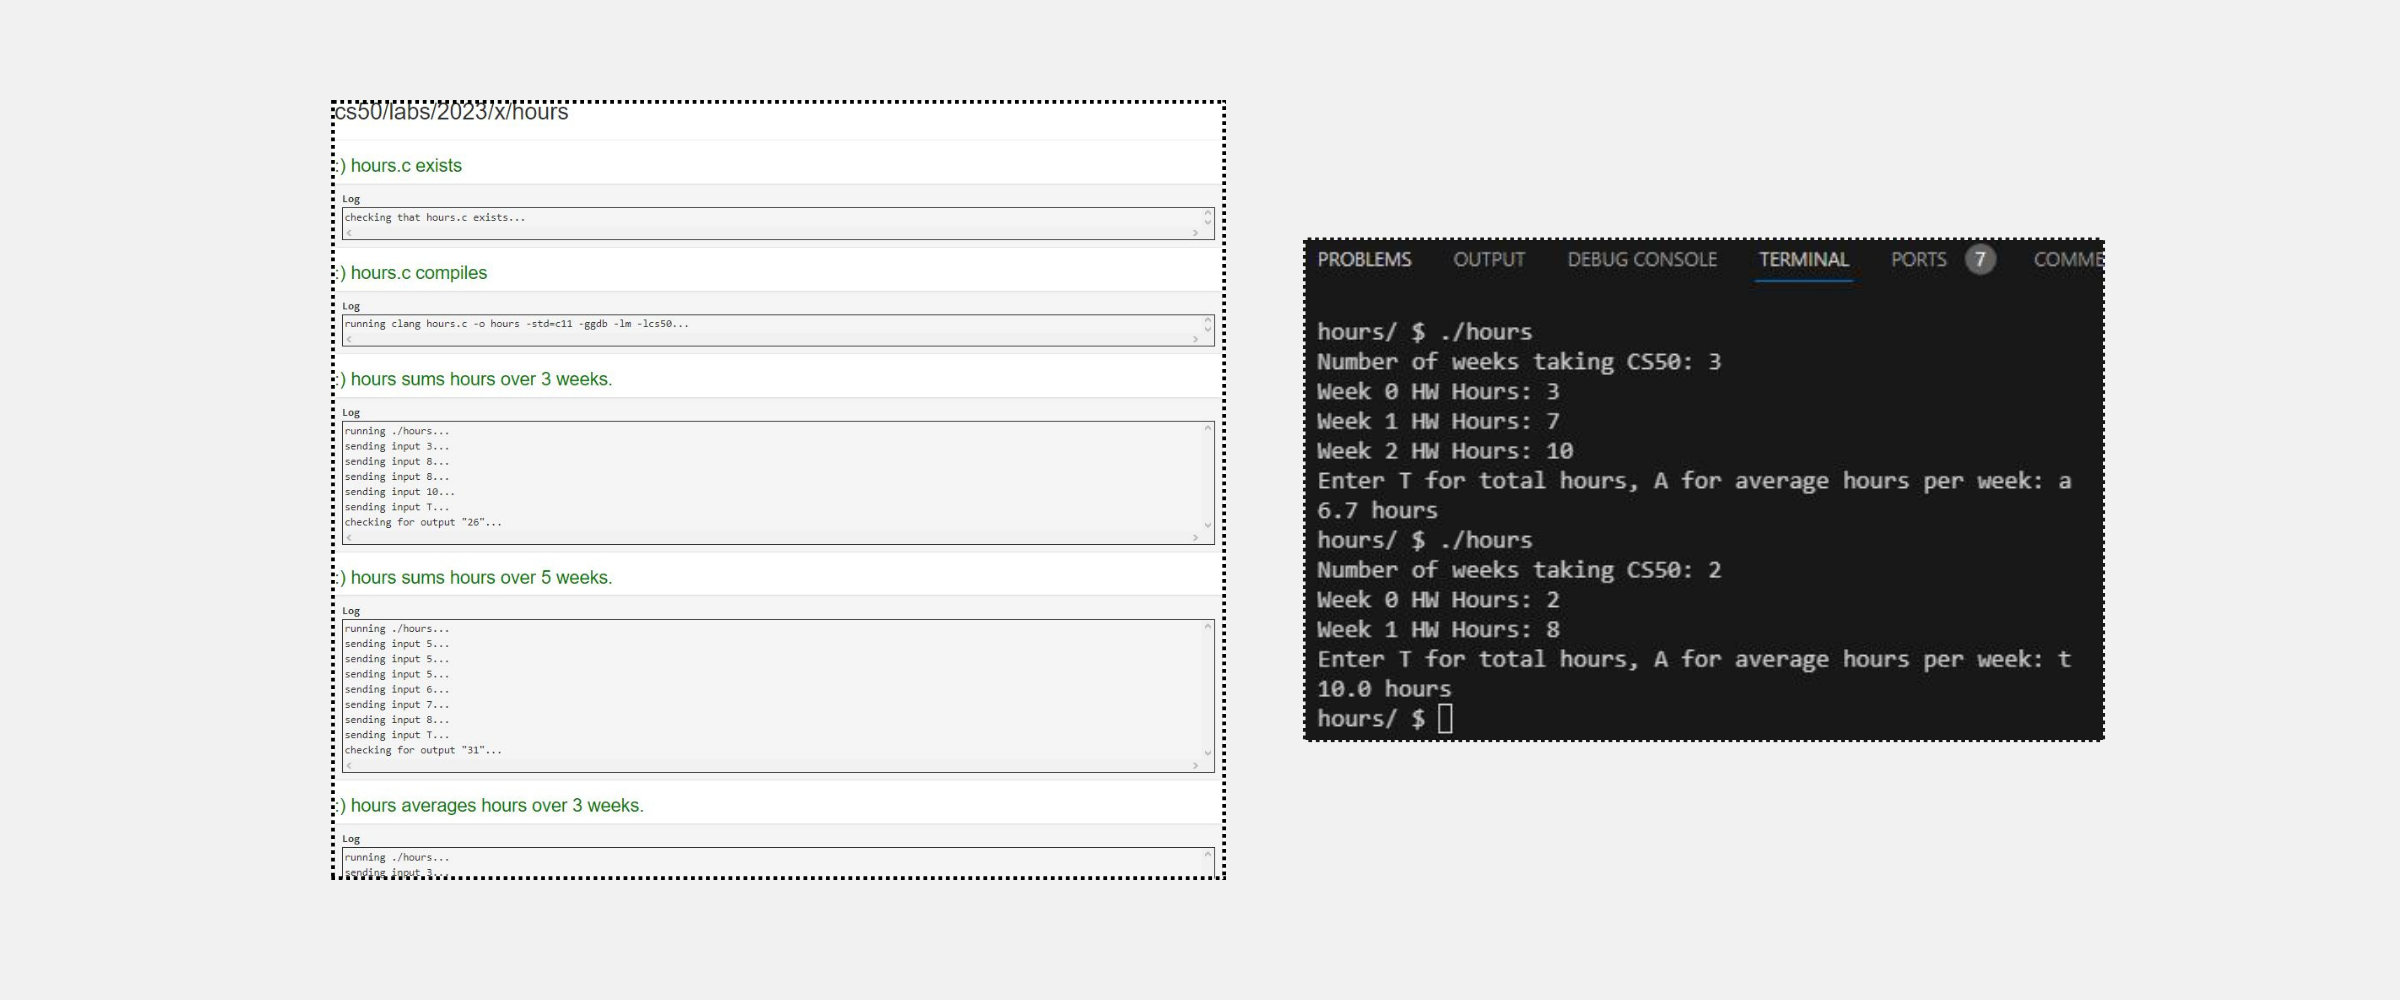 cs50/labs/2023/x/hours
:) hours.c exists
Log
checking that hours.c exists...
:) hours.c compiles
Log
running clang hours.c -o hours -std=c11 -ggdb -lm -lcs50...
:) hours sums hours over 3 weeks.
Log
running ./hours...
sending input 3...
sending input 8...
sending input 8...
sending input 10...
sending input T...
checking for output "26"...
:) hours sums hours over 5 weeks.
Log
running ./hours...
sending input 5...
sending input 5...
sending input 5...
sending input 6...
sending input 7...
sending input 8...
sending input T...
checking for output "31"...
:) hours averages hours over 3 weeks.
Log
running ./hours...
sending input 3...
PROBLEMS OUTPUT DEBUG CONSOLE TERMINAL PORTS 7 COMME
hours/ $ ./hours
Number of weeks taking CS50: 3
Week 0 HW Hours: 3
Week 1 HW Hours: 7
Week 2 HW Hours: 10
Enter T for total hours, A for average hours per week: a
6.7 hours
hours/ $ ./hours
Number of weeks taking CS50: 2
Week 0 HW Hours: 2
Week 1 HW Hours: 8
Enter T for total hours, A for average hours per week: t
10.0 hours
hours/ $